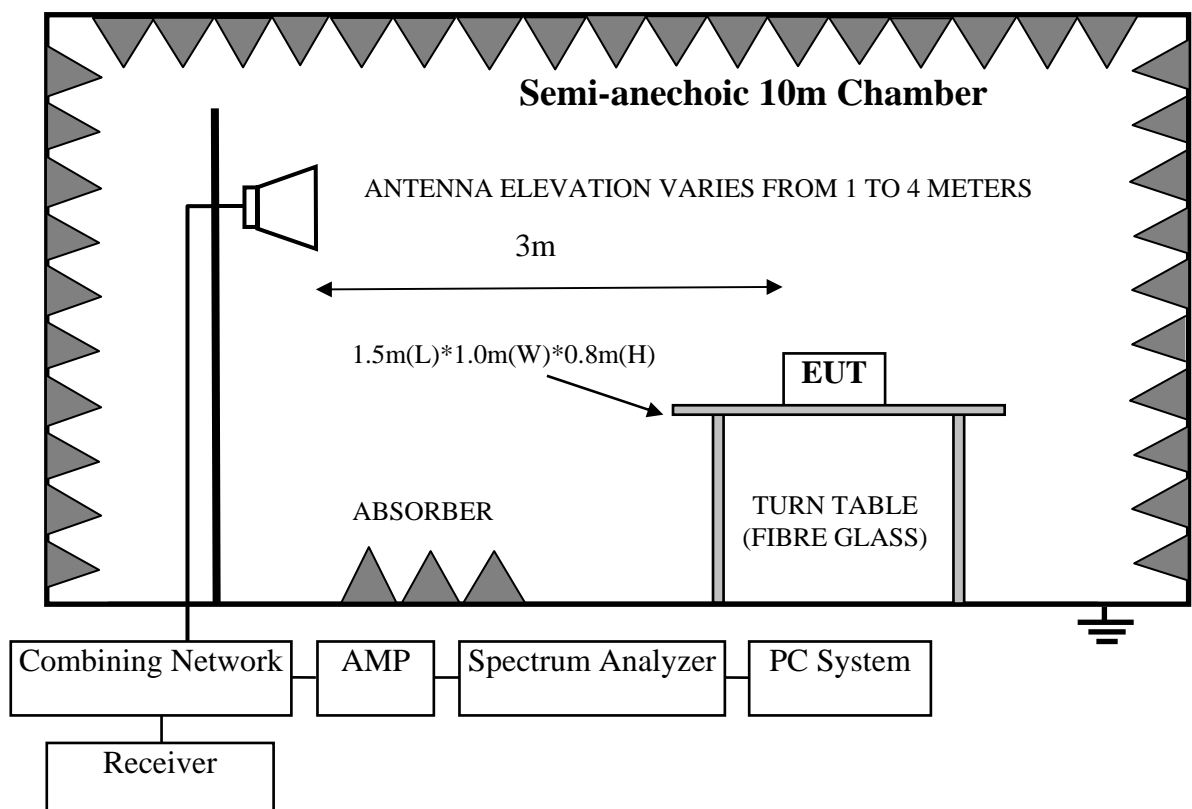 Semi-anechoic 10m Chamber
ANTENNA ELEVATION VARIES FROM 1 TO 4 METERS
3m
1.5m(L)*1.0m(W)*0.8m(H)
EUT
ABSORBER
TURN TABLE
(FIBRE GLASS)
Combining Network
AMP
Spectrum Analyzer
PC System
Receiver